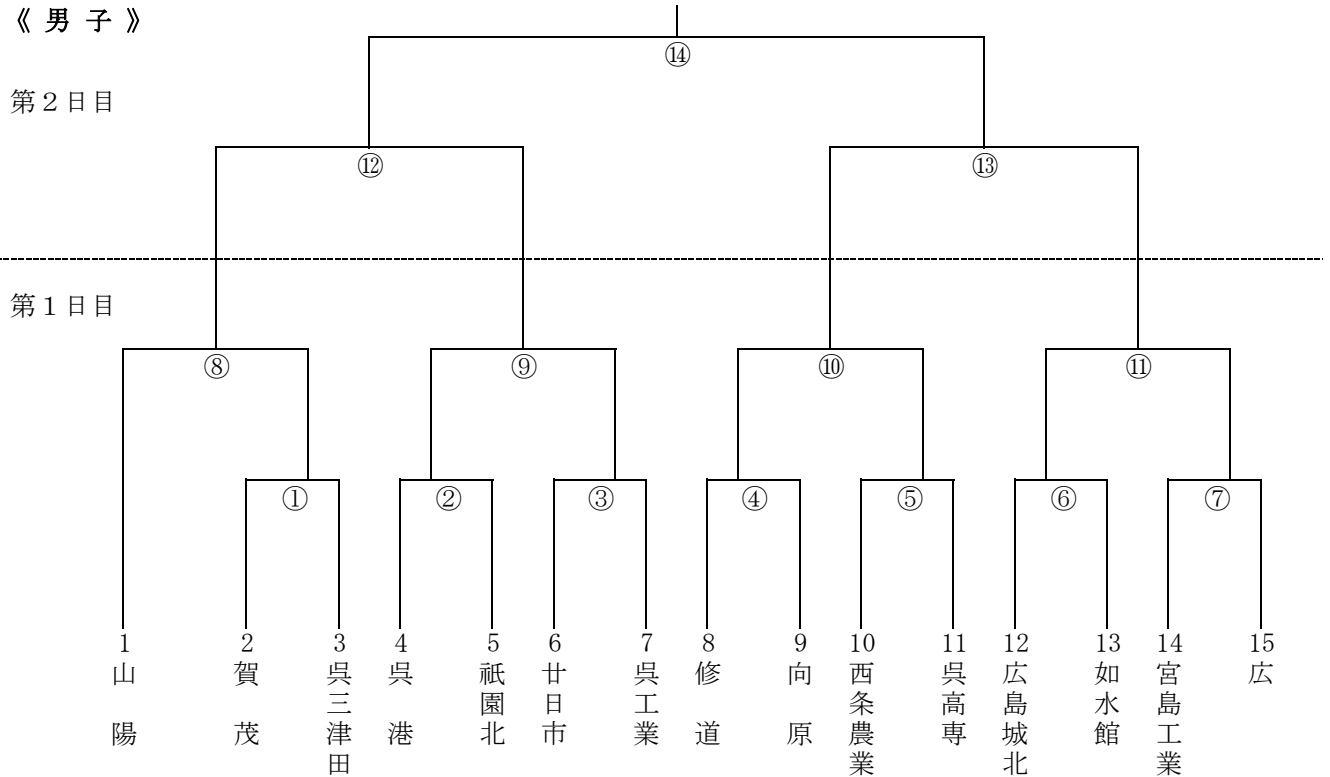 《 男 子 》
⑭
第２日目
⑫
⑬
第１日目
⑧
⑨
⑩
⑪
①
②
③
④
⑤
⑥
⑦
1
山陽
2
賀茂
3
呉三津田
4
呉港
5
祇園北
6
廿日市
7
呉工業
8
修道
9
向原
10
西条農業
11
呉高専
12
広島城北
13
如水館
14
宮島工業
15
広